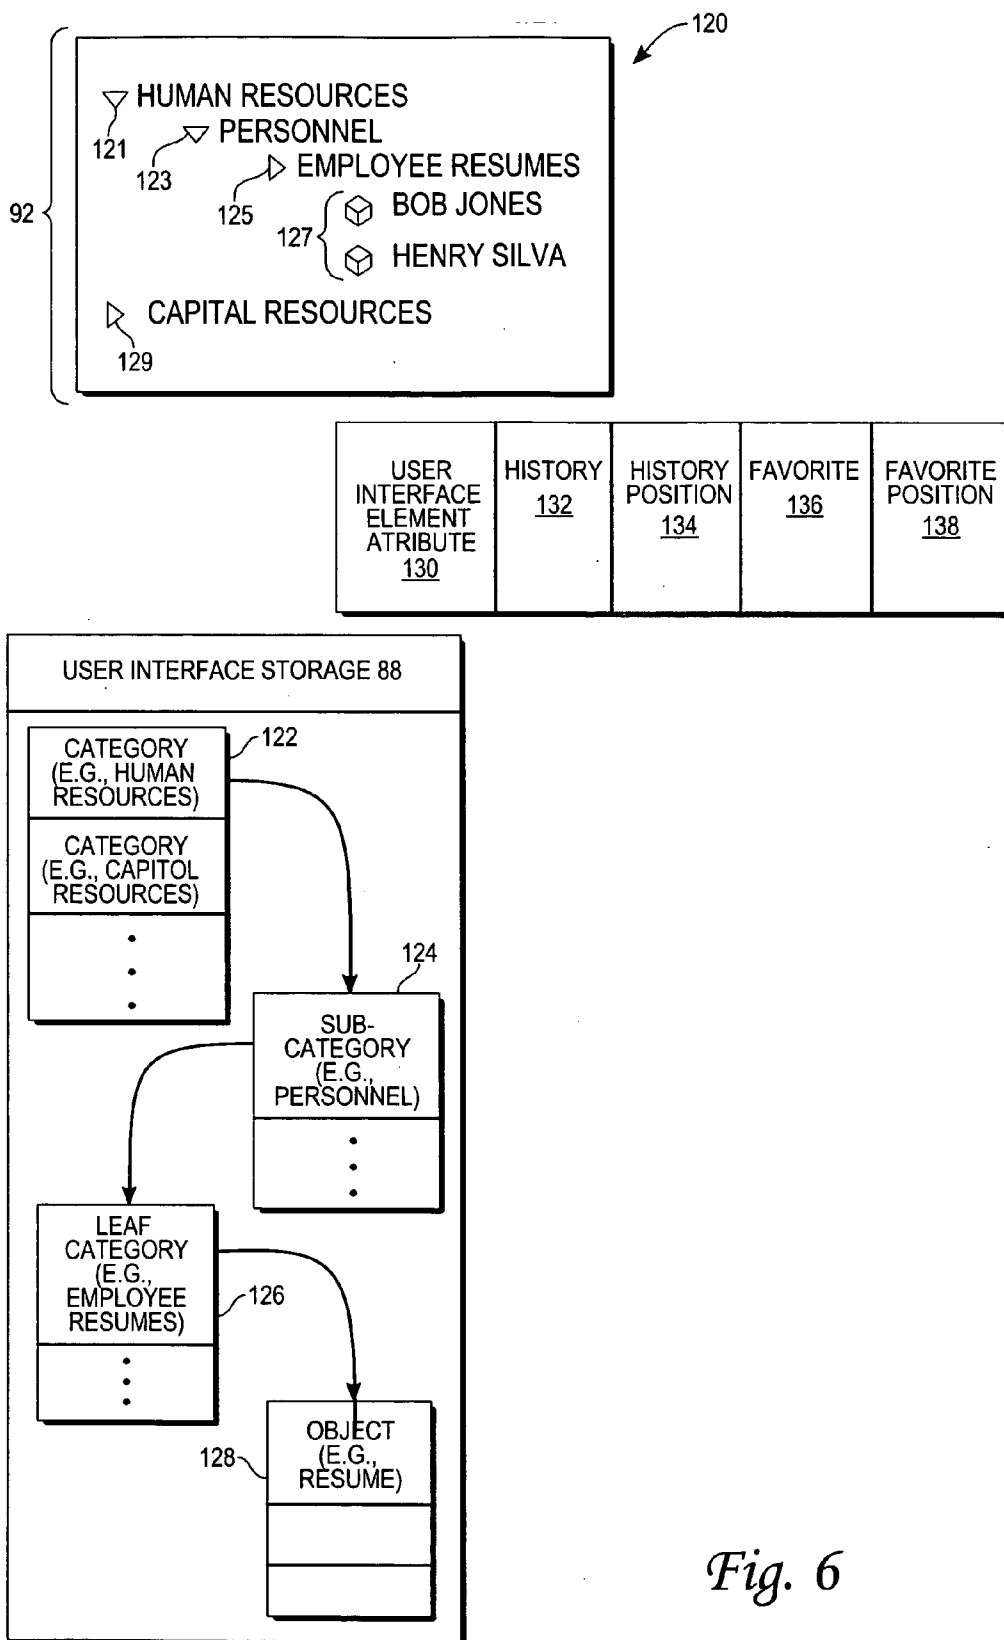 120
HUMAN RESOURCES
121
PERSONNEL
123
EMPLOYEE RESUMES
125
BOB JONES
92
127
HENRY SILVA
CAPITAL RESOURCES
129
USER
INTERFACE
ELEMENT
ATRIBUTE
130
HISTORY
132
HISTORY
POSITION
134
FAVORITE
136
FAVORITE
POSITION
138
USER INTERFACE STORAGE 88
CATEGORY
(E.G., HUMAN
RESOURCES)
122
CATEGORY
(E.G., CAPITOL
RESOURCES)
124
SUB-
CATEGORY
(E.G.,
PERSONNEL)
LEAF
CATEGORY
(E.G.,
EMPLOYEE
RESUMES)
126
OBJECT
(E.G.,
RESUME)
128
Fig. 6